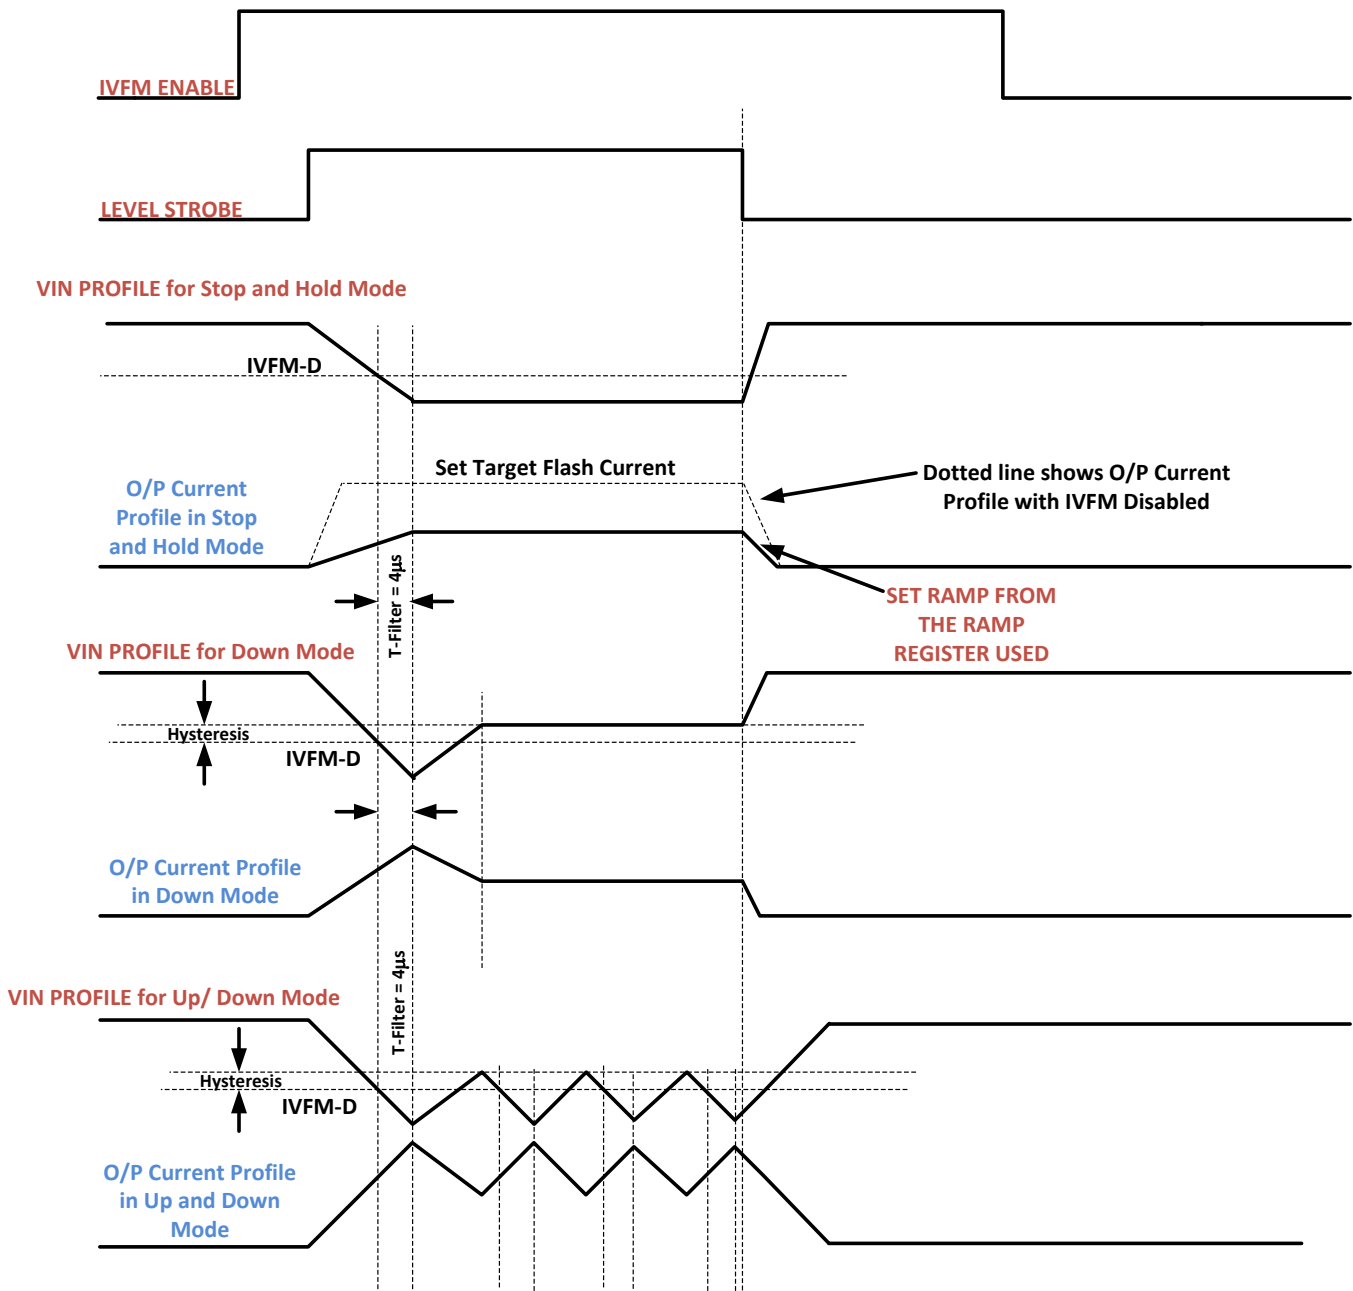 IVFM ENABLE
LEVEL STROBE
VIN PROFILE for Stop and Hold Mode
IVFM-D
Set Target Flash Current
Dotted line shows O/P Current
Profile with IVFM Disabled
O/P Current
Profile in Stop
and Hold Mode
T-Filter = 4µs
SET RAMP FROM
THE RAMP
REGISTER USED
VIN PROFILE for Down Mode
Hysteresis
IVFM-D
O/P Current Profile
in Down Mode
T-Filter = 4µs
VIN PROFILE for Up/ Down Mode
Hysteresis
IVFM-D
O/P Current Profile
in Up and Down
Mode